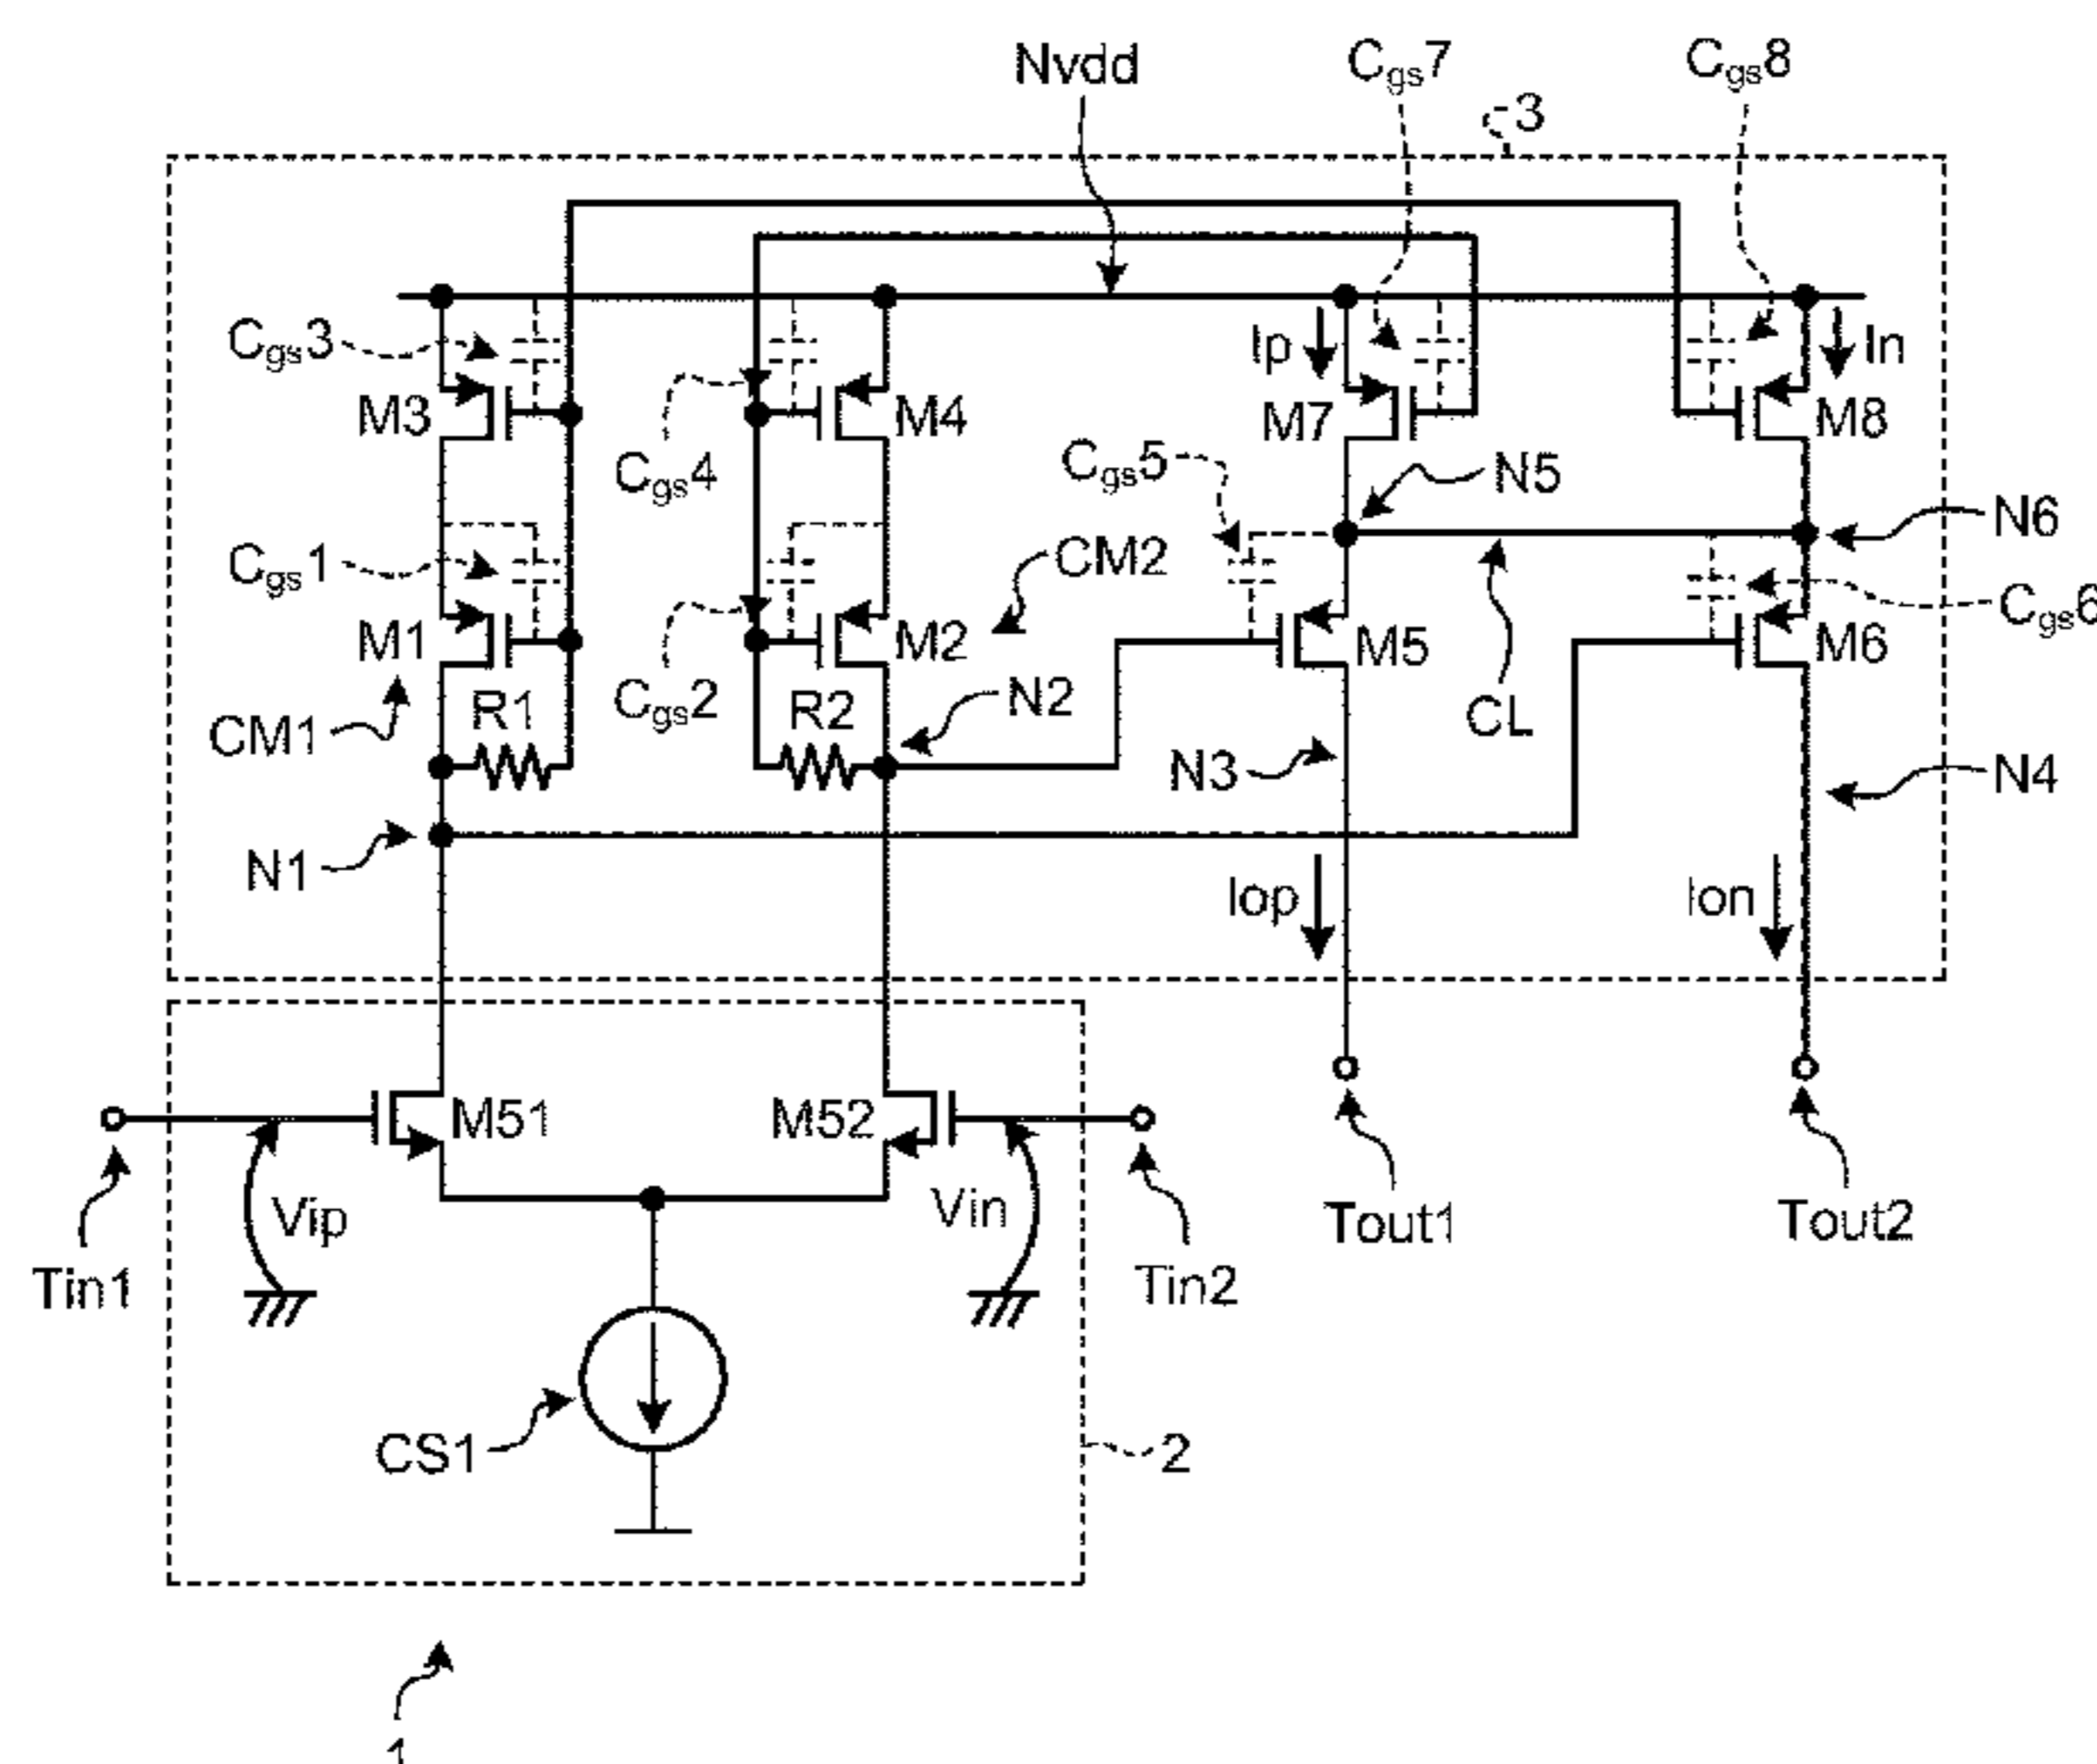 Nvdd
Cgs7
Cgs8
3
Cgs3
Ip
In
M3
M4
M7
M8
Cgs4
Cgs5
N5
N6
Cgs1
CM2
Cgs6
M1
M2
M5
M6
CM1
R1
Cgs2
R2
N2
CL
N3
N4
N1
Iop
Ion
M51
M52
Vip
Vin
Tin1
Tin2
Tout1
Tout2
CS1
2
1